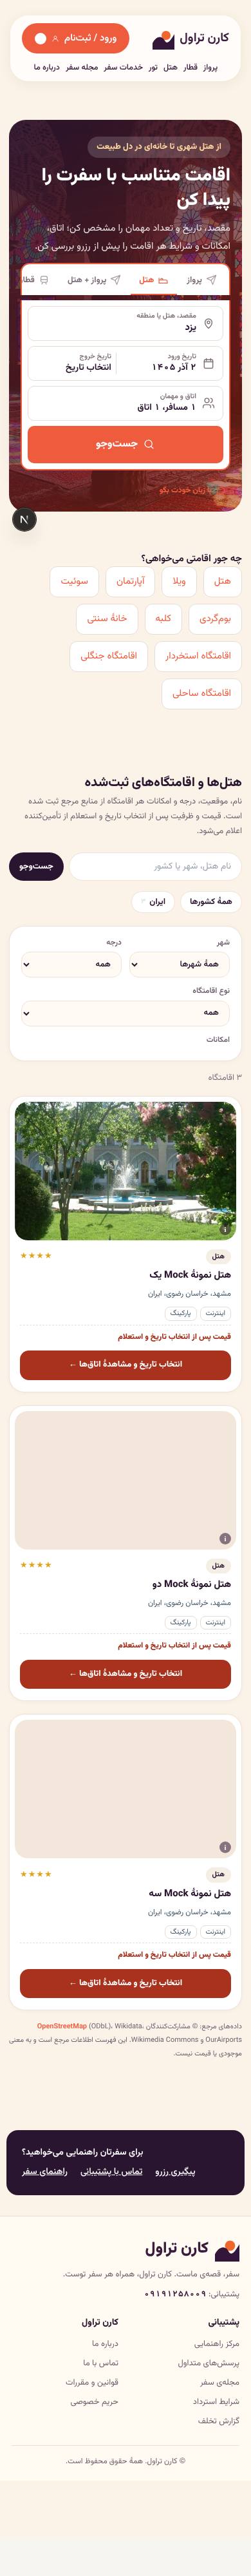 کارن تراول
ورود / ثبت‌نام
پرواز
قطار
هتل
تور
خدمات سفر
مجله سفر
درباره ما
از هتل شهری تا خانه‌ای در دل طبیعت
اقامت متناسب با سفرت را
پیدا کن
مقصد، تاریخ و تعداد مهمان را مشخص کن؛ اتاق،
امکانات و شرایط هر اقامت را پیش از رزرو بررسی کن.
پرواز
هتل
پرواز + هتل
قطار
مقصد، هتل یا منطقه
یزد
تاریخ ورود
۲ آذر ۱۴۰۵
تاریخ خروج
انتخاب تاریخ
اتاق و مهمان
۱ مسافر، ۱ اتاق
جست‌وجو
زبان خودت بگو
چه جور اقامتی می‌خواهی؟
هتل
ویلا
آپارتمان
سوئیت
بوم‌گردی
کلبه
خانهٔ سنتی
اقامتگاه استخردار
اقامتگاه جنگلی
اقامتگاه ساحلی
هتل‌ها و اقامتگاه‌های ثبت‌شده
نام، موقعیت، درجه و امکانات هر اقامتگاه از منابع مرجع ثبت شده
است. قیمت و ظرفیت پس از انتخاب تاریخ و استعلام از تأمین‌کننده
اعلام می‌شود.
نام هتل، شهر یا کشور
جست‌وجو
همهٔ کشورها
ایران ۳
شهر
درجه
همهٔ شهرها
همه
نوع اقامتگاه
همه
امکانات
۳ اقامتگاه
هتل
★★★★
هتل نمونهٔ Mock یک
مشهد، خراسان رضوی، ایران
اینترنت
پارکینگ
قیمت پس از انتخاب تاریخ و استعلام
انتخاب تاریخ و مشاهدهٔ اتاق‌ها ←
هتل
★★★★
هتل نمونهٔ Mock دو
مشهد، خراسان رضوی، ایران
اینترنت
پارکینگ
قیمت پس از انتخاب تاریخ و استعلام
انتخاب تاریخ و مشاهدهٔ اتاق‌ها ←
هتل
★★★★
هتل نمونهٔ Mock سه
مشهد، خراسان رضوی، ایران
اینترنت
پارکینگ
قیمت پس از انتخاب تاریخ و استعلام
انتخاب تاریخ و مشاهدهٔ اتاق‌ها ←
داده‌های مرجع: © مشارکت‌کنندگان OpenStreetMap (ODbL)، Wikidata،
OurAirports و Wikimedia Commons. این فهرست اطلاعات مرجع است و به معنی
موجودی یا قیمت نیست.
برای سفرتان راهنمایی می‌خواهید؟
پیگیری رزرو
تماس با پشتیبانی
راهنمای سفر
کارن تراول
سفر، قصه‌ی ماست. کارن تراول، همراه هر سفر توست.
پشتیبانی: ۰۹۱۹۱۲۵۸۰۰۹
پشتیبانی
مرکز راهنمایی
پرسش‌های متداول
مجله‌ی سفر
شرایط استرداد
گزارش تخلف
کارن تراول
درباره ما
تماس با ما
قوانین و مقررات
حریم خصوصی
© کارن تراول. همهٔ حقوق محفوظ است.